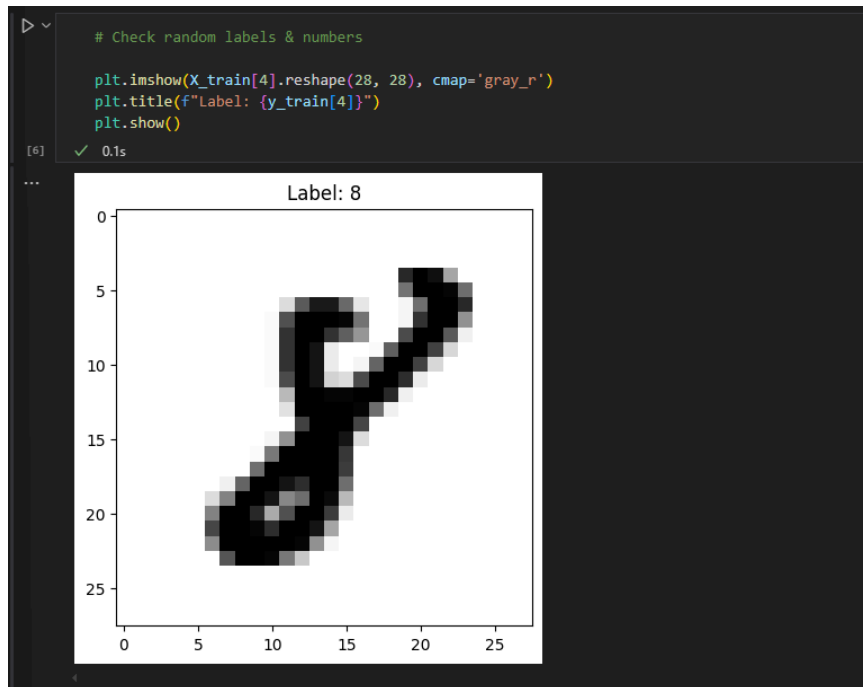 # Check random labels & numbers
plt.imshow(X_train[4].reshape(28, 28), cmap='gray_r')
plt.title(f"Label: {y_train[4]}")
plt.show()
[6]
0.1s
...
Label: 8
0
5
10
15
20
25
0 5 10 15 20 25